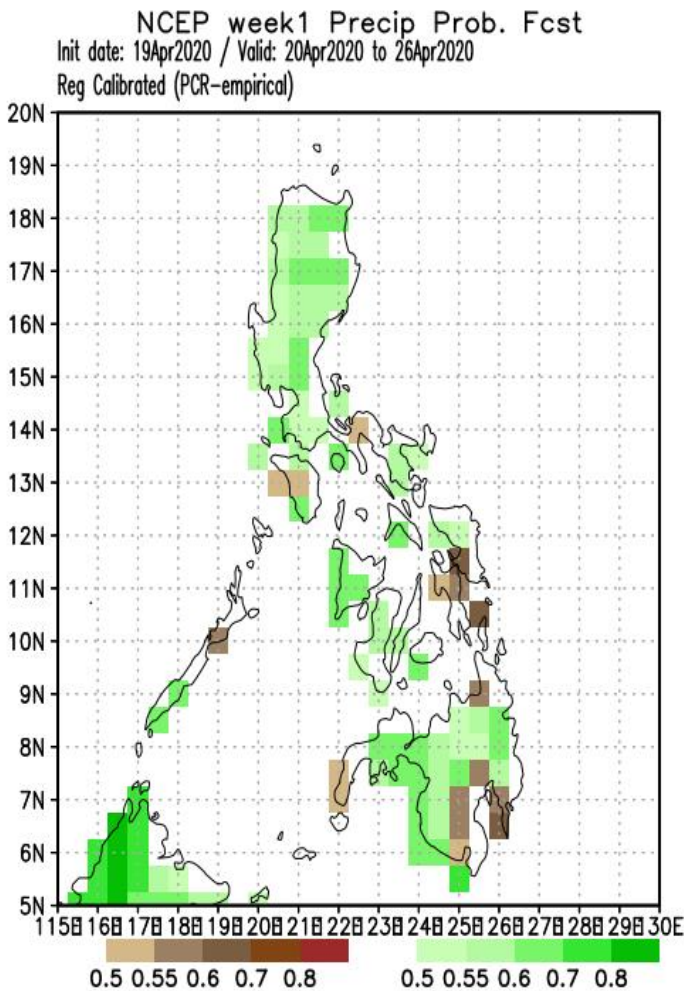 NCEP week1 Precip Prob. Fcst
Init date: 19Apr2020 / Valid: 20Apr2020 to 26Apr2020
Reg Calibrated (PCR-empirical)
20N
19N
18N
17N
16N
15N
14N
13N
12N
11N
10N
9N
8N
7N
6N
5N
115E 116E 117E 118E 119E 120E 121E 122E 123E 124E 125E 126E 127E 128E 129E 130E
0.5 0.55 0.6 0.7 0.8 0.5 0.55 0.6 0.7 0.8